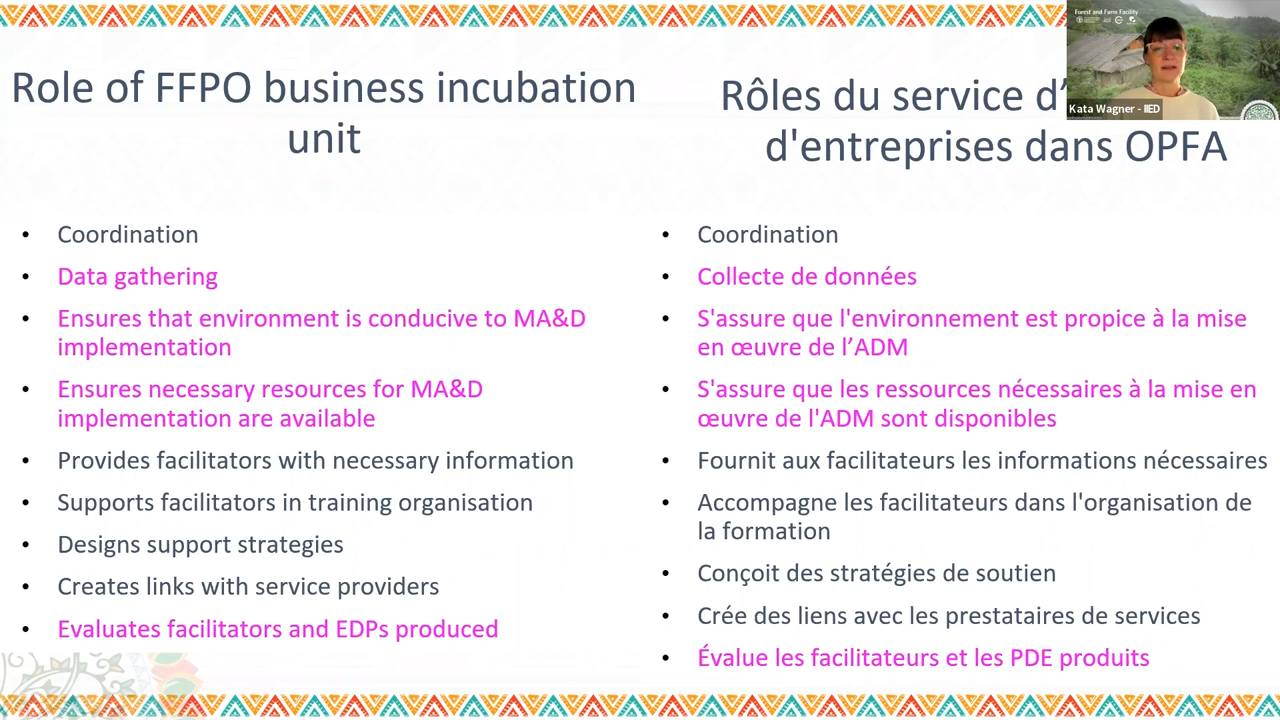 Role of FFPO business incubation
unit
• Coordination
• Data gathering
• Ensures that environment is conducive to MA&D
implementation
• Ensures necessary resources for MA&D
implementation are available
• Provides facilitators with necessary information
• Supports facilitators in training organisation
• Designs support strategies
• Creates links with service providers
• Evaluates facilitators and EDPs produced
Rôles du service d’
d'entreprises dans OPFA
• Coordination
• Collecte de données
• S'assure que l'environnement est propice à la mise
en œuvre de l’ADM
• S'assure que les ressources nécessaires à la mise en
œuvre de l'ADM sont disponibles
• Fournit aux facilitateurs les informations nécessaires
• Accompagne les facilitateurs dans l'organisation de
la formation
• Conçoit des stratégies de soutien
• Crée des liens avec les prestataires de services
• Évalue les facilitateurs et les PDE produits
Forest and Farm Facility
Kata Wagner - IIED